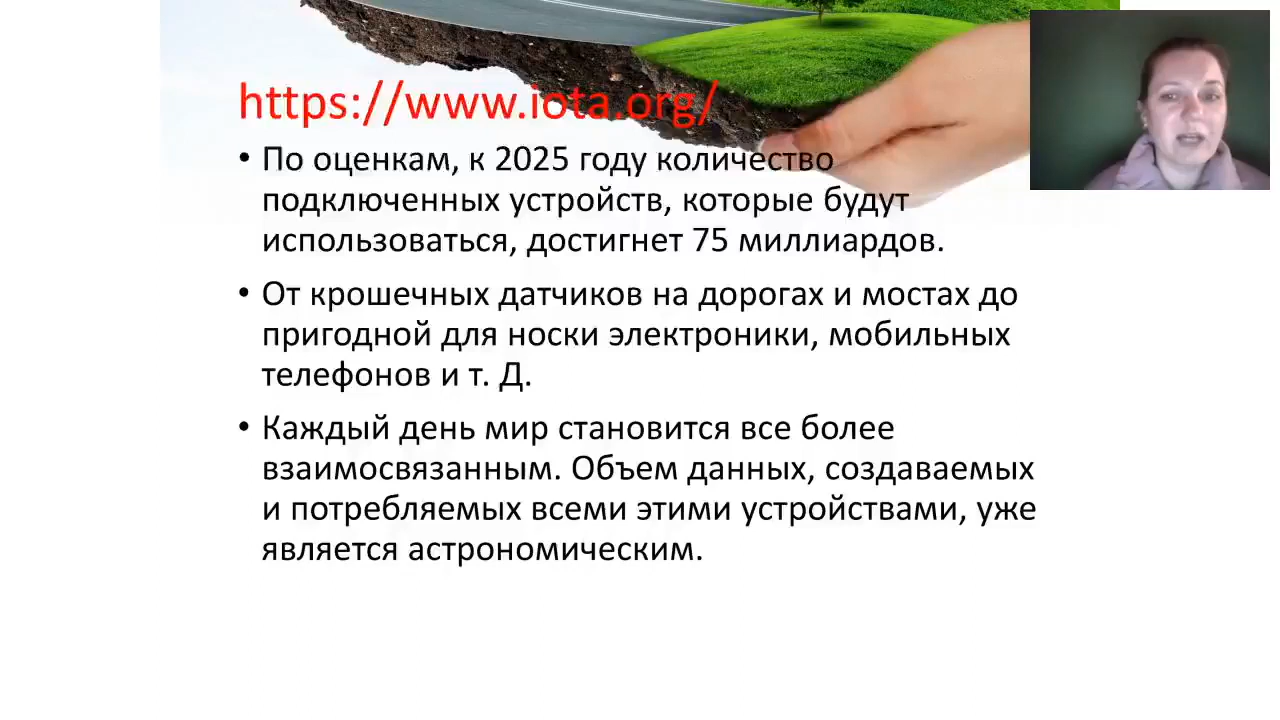 https://www.iota.org/
• По оценкам, к 2025 году количество
подключенных устройств, которые будут
использоваться, достигнет 75 миллиардов.
• От крошечных датчиков на дорогах и мостах до
пригодной для носки электроники, мобильных
телефонов и т. Д.
• Каждый день мир становится все более
взаимосвязанным. Объем данных, создаваемых
и потребляемых всеми этими устройствами, уже
является астрономическим.